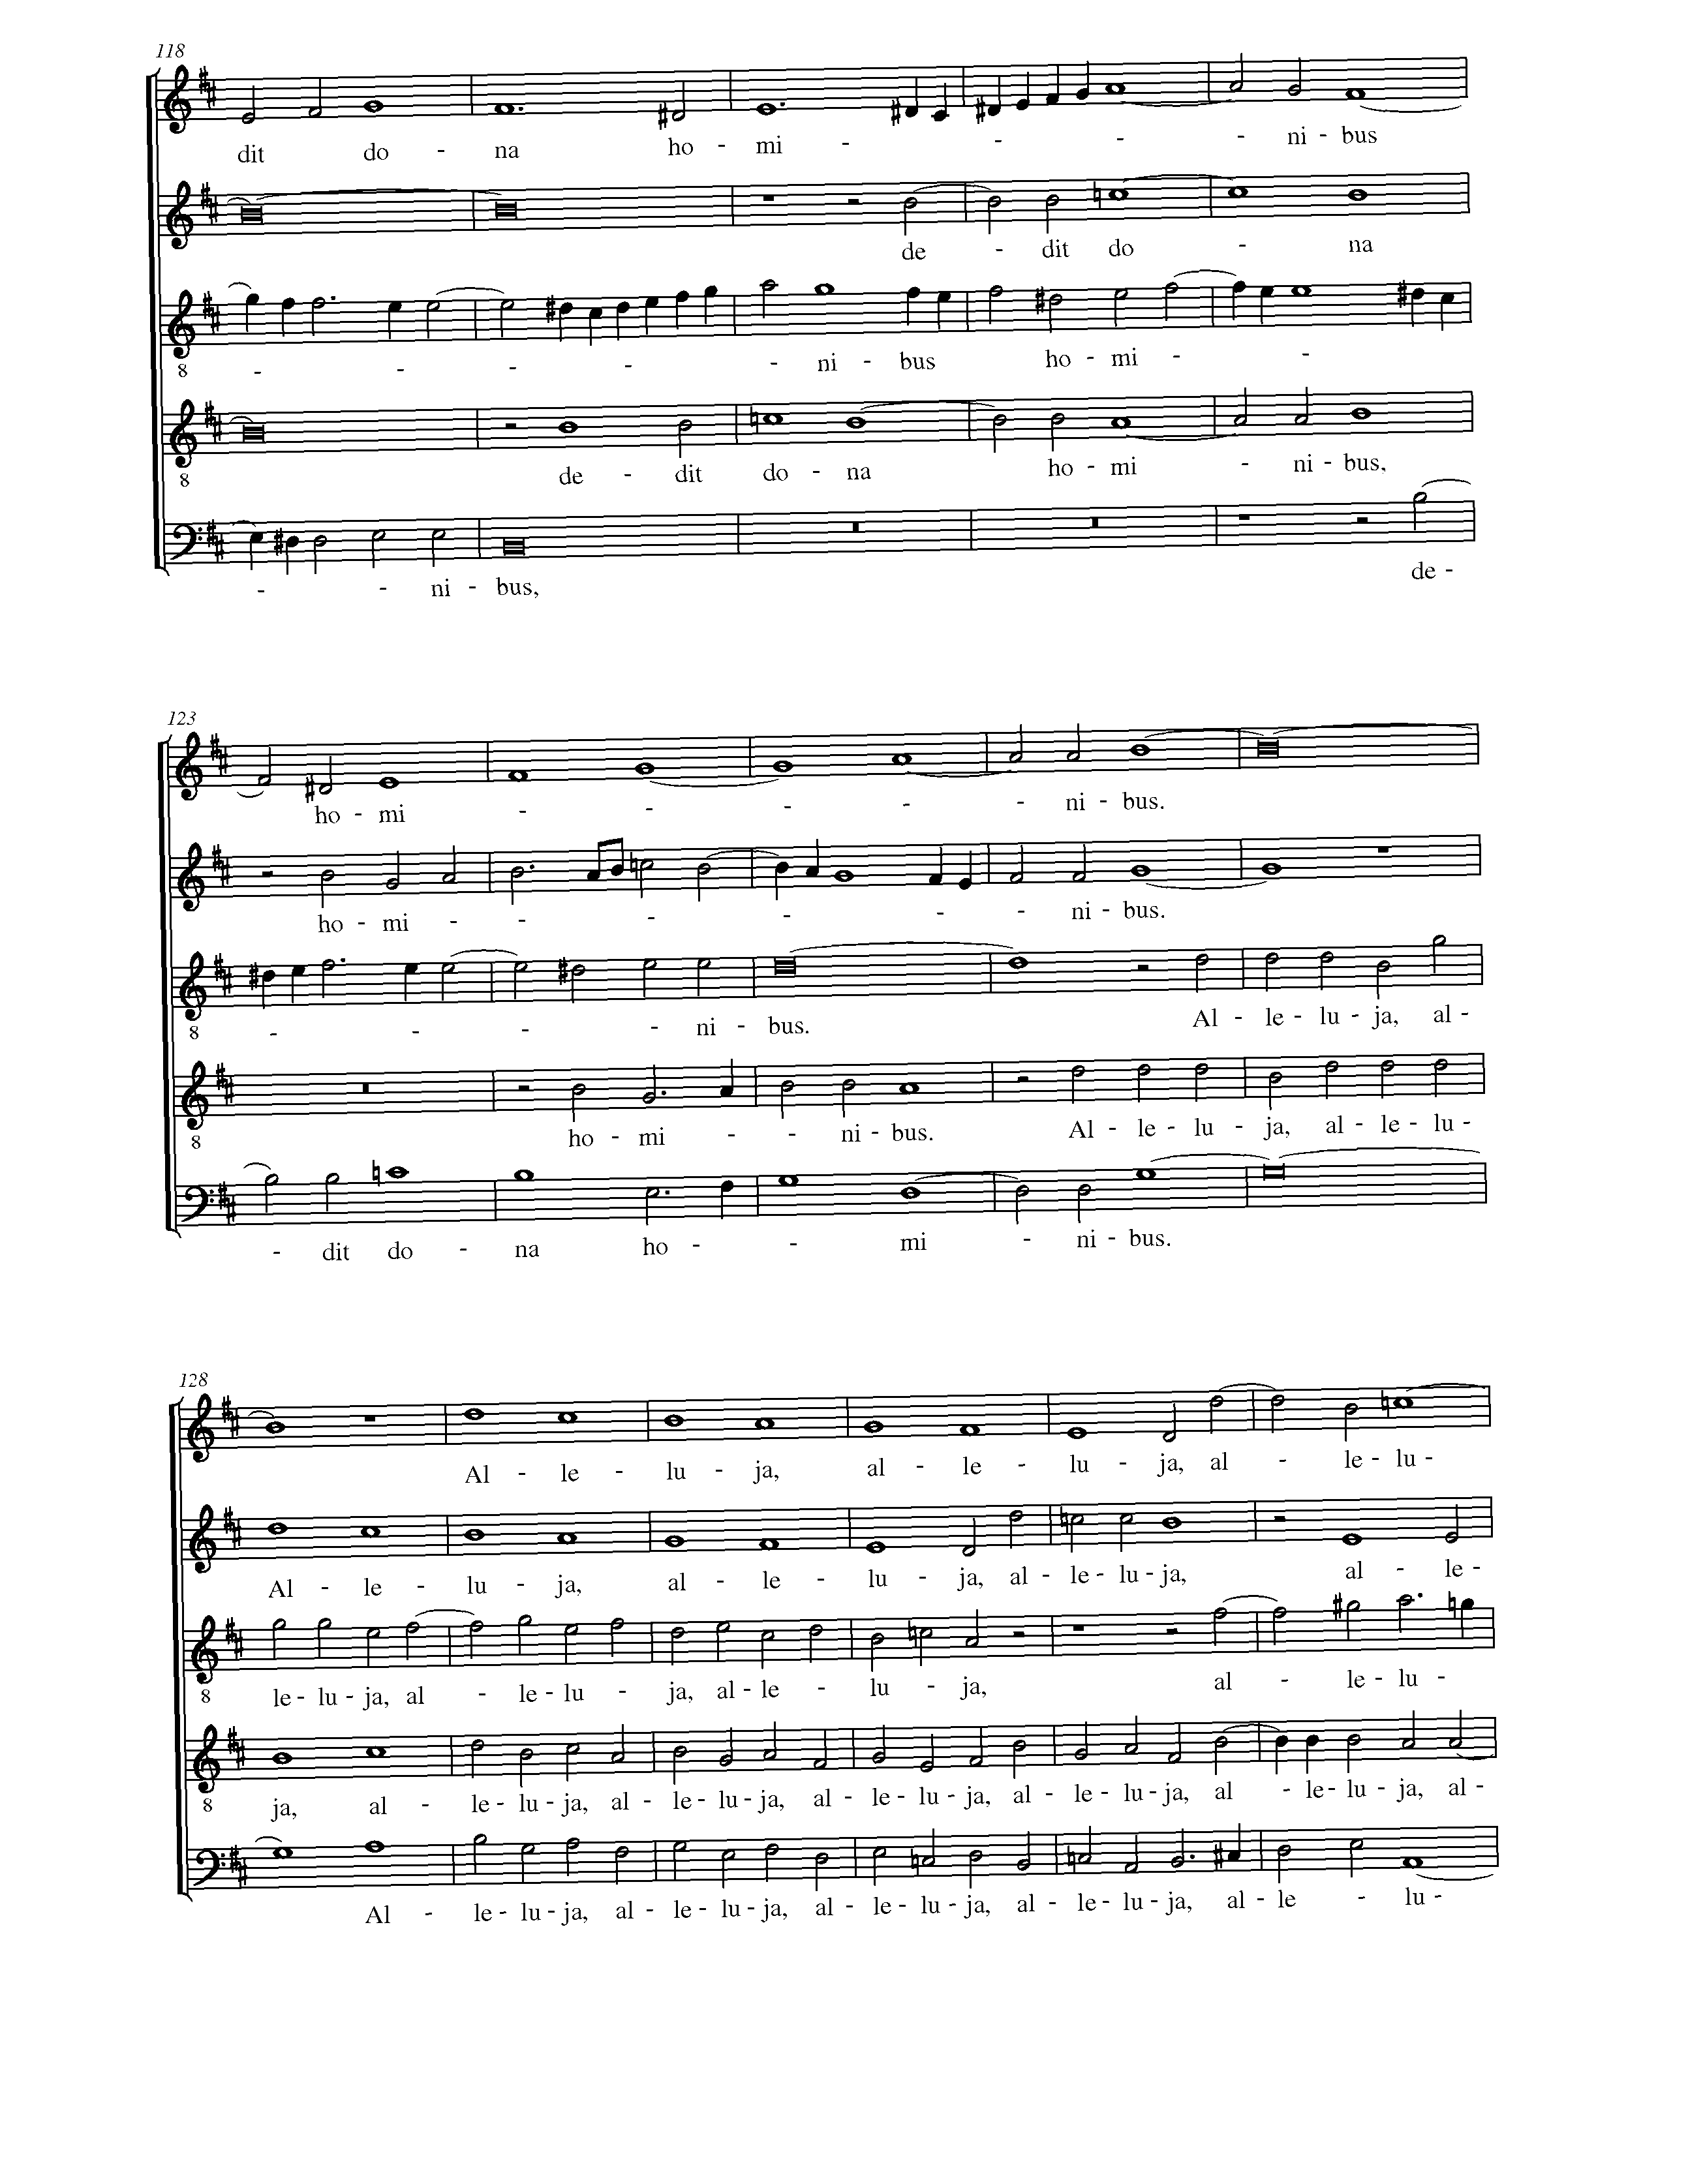 118
dit do - na ho - mi - - - - - ni - bus
de - dit do - na
8
- - - - - ni - bus ho - mi - -
8
de - dit do - na ho - mi - ni - bus,
- - ni - bus, de -
123
ho - mi - - - - - ni - bus.
ho - mi - - - - - - ni - bus.
8
- - - - ni - bus. Al - le - lu - ja, al -
8
ho - mi - - ni - bus. Al - le - lu - ja, al - le - lu -
- dit do - na ho - - mi - ni - bus.
128
Al - le - lu - ja, al - le - lu - ja, al - le - lu -
Al - le - lu - ja, al - le - lu - ja, al - le - lu - ja, al - le -
8
le - lu - ja, al - le - lu - ja, al - le - lu - ja, al - le - lu -
8
ja, al - le - lu - ja, al - le - lu - ja, al - le - lu - ja, al - le - lu - ja, al - le - lu - ja, al -
Al - le - lu - ja, al - le - lu - ja, al - le - lu - ja, al - le - lu - ja, al - le - lu -